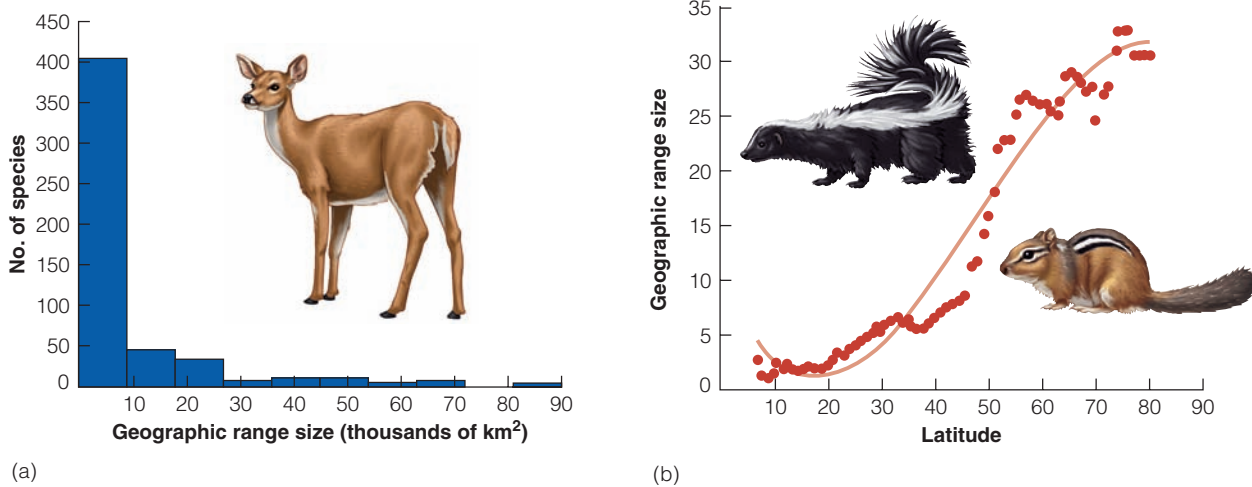 450
400
350
300
250
200
150
100
50
0
No. of species
10 20 30 40 50 60 70 80 90
Geographic range size (thousands of km²)
(a)
35
30
25
20
15
10
5
0
Geographic range size
10 20 30 40 50 60 70 80 90
Latitude
(b)